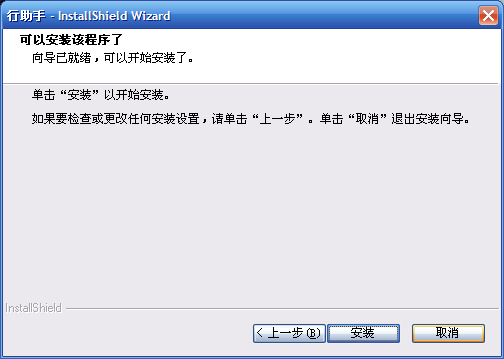 行助手 - InstallShield Wizard
可以安装该程序了
向导已就绪，可以开始安装了。
单击“安装”以开始安装。
如果要检查或更改任何安装设置，请单击“上一步”。单击“取消”退出安装向导。
InstallShield
< 上一步(B)
安装
取消